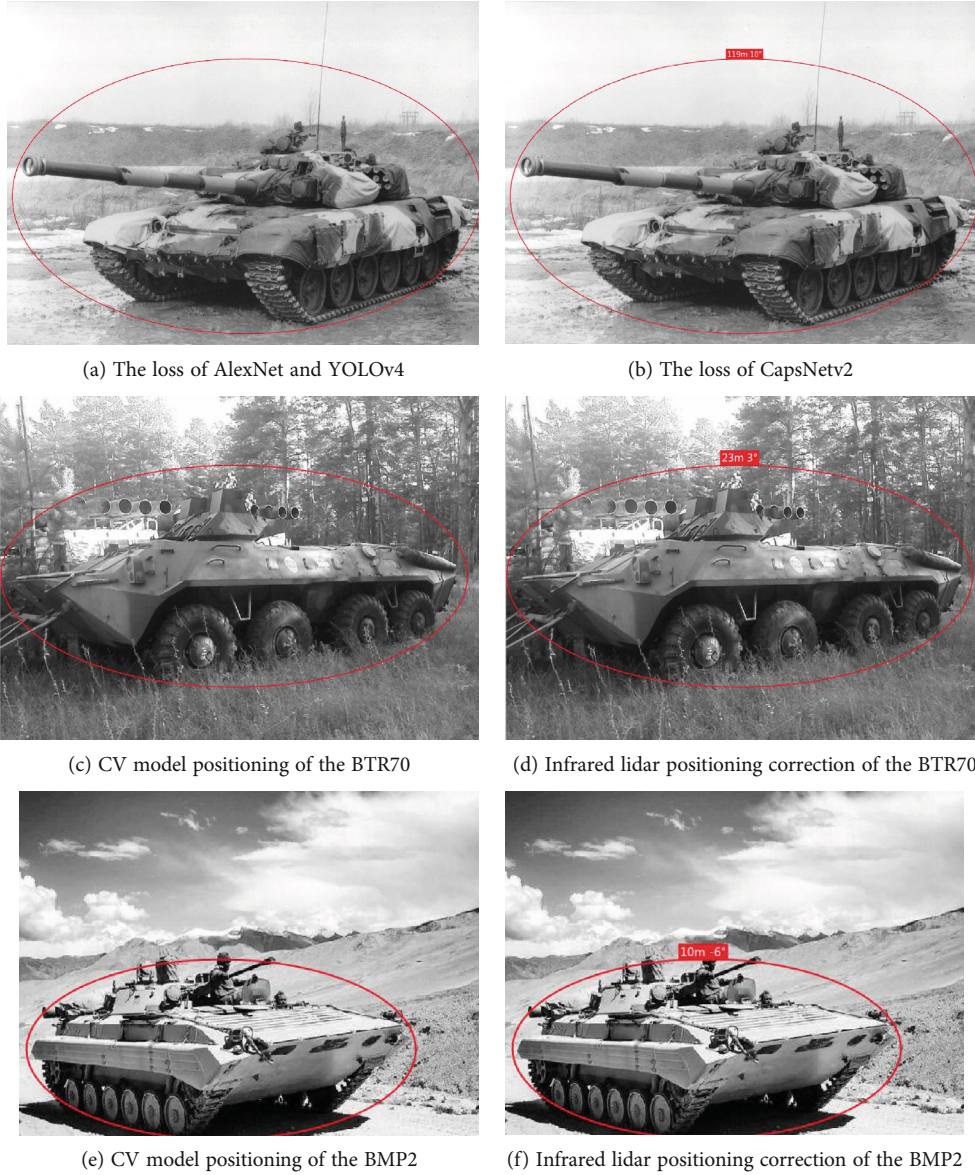 119m 10°
(a) The loss of AlexNet and YOLOv4
(b) The loss of CapsNetv2
23m 3°
(c) CV model positioning of the BTR70
(d) Infrared lidar positioning correction of the BTR70
10m -6°
(e) CV model positioning of the BMP2
(f) Infrared lidar positioning correction of the BMP2